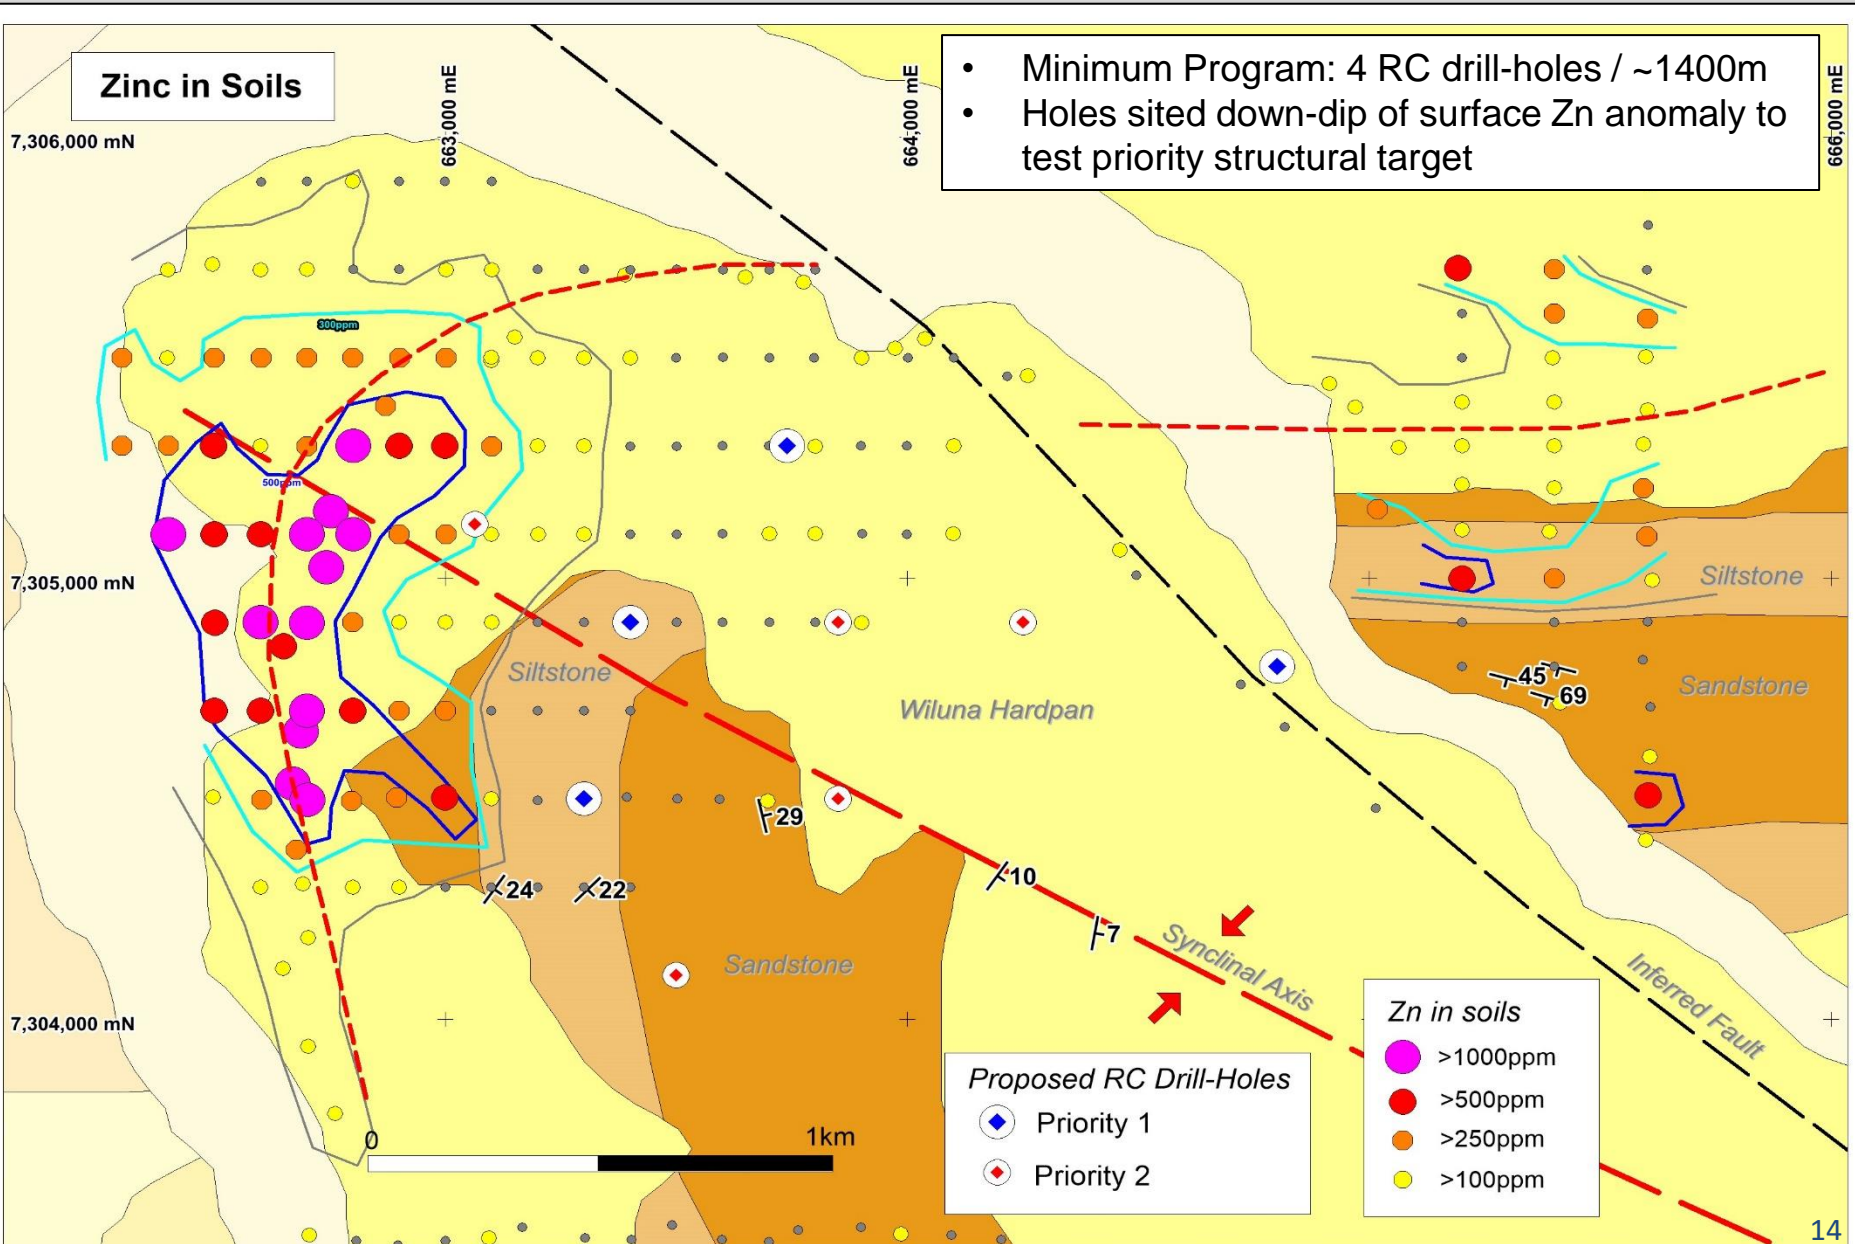 Zinc in Soils
• Minimum Program: 4 RC drill-holes / ~1400m
• Holes sited down-dip of surface Zn anomaly to
test priority structural target
663,000 mE
664,000 mE
666,000 mE
7,306,000 mN
300ppm
500ppm
7,305,000 mN
Siltstone
Siltstone
45
69
Sandstone
Wiluna Hardpan
29
10
24
22
7
Synclinal Axis
Sandstone
Inferred Fault
7,304,000 mN
0
1km
Proposed RC Drill-Holes
Priority 1
Priority 2
Zn in soils
>1000ppm
>500ppm
>250ppm
>100ppm
14